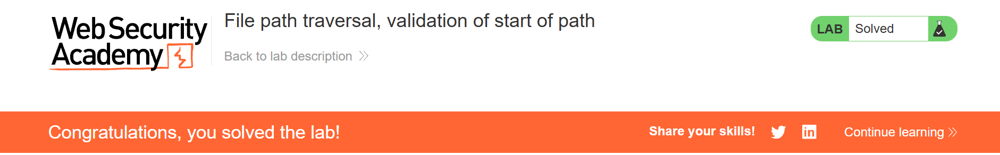 Web Security
Academy
File path traversal, validation of start of path
Back to lab description
LAB Solved
Congratulations, you solved the lab!
Share your skills!
Continue learning